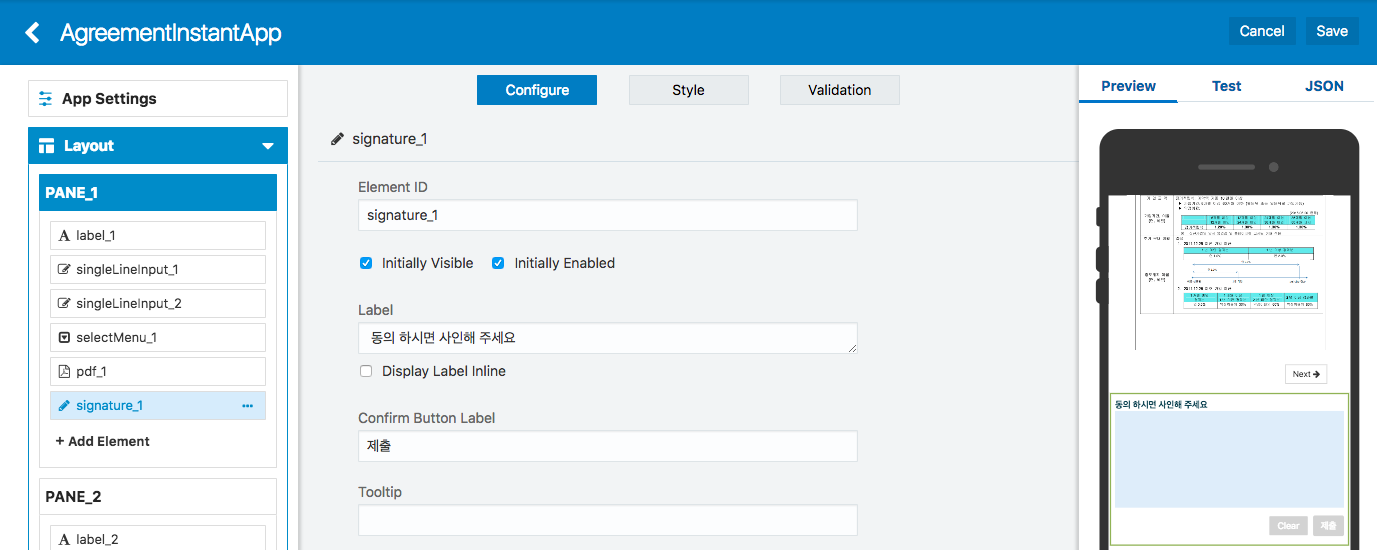 AgreementInstantApp
Cancel
Save
App Settings
Layout
PANE_1
label_1
singleLineInput_1
singleLineInput_2
selectMenu_1
pdf_1
signature_1
+ Add Element
PANE_2
label_2
Configure
Style
Validation
signature_1
Element ID
signature_1
Initially Visible
Initially Enabled
Label
동의 하시면 사인해 주세요
Display Label Inline
Confirm Button Label
제출
Tooltip
Preview
Test
JSON
Next
동의 하시면 사인해 주세요
Clear
제출